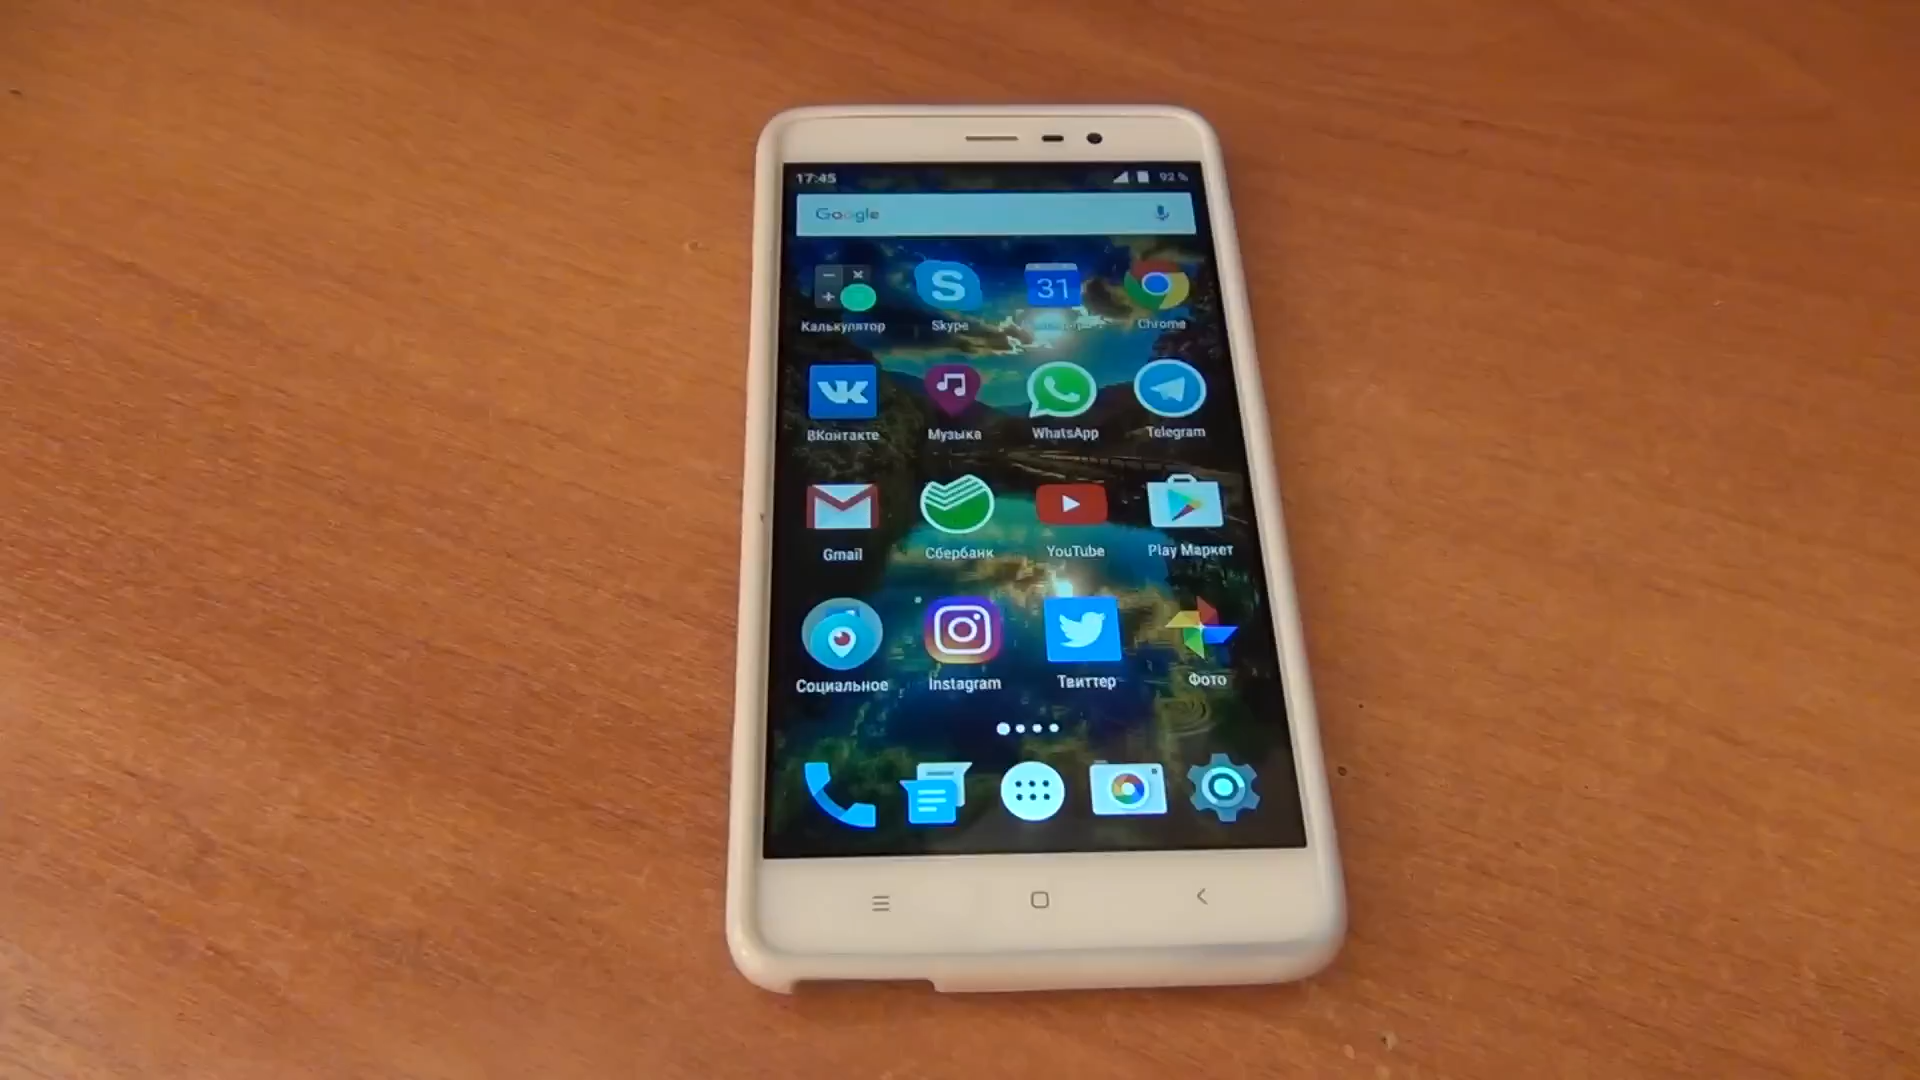 17:45 92 %
Google
31
Калькулятор Skype Chrome
ВКонтакте Музыка WhatsApp Telegram
Gmail Сбербанк YouTube Play Маркет
Социальное Instagram Твиттер Фото